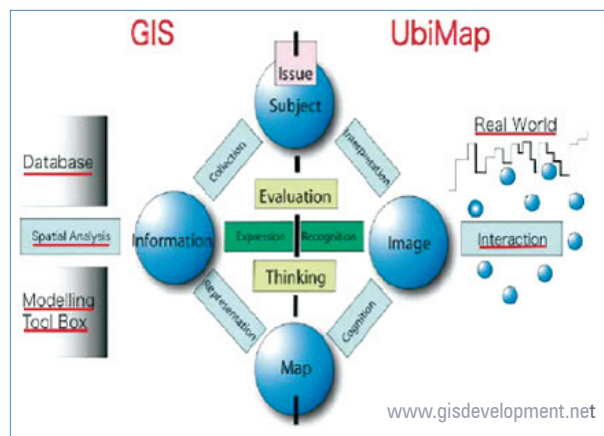 GIS
UbiMap
Issue
Subject
Real World
Database
Collection
Interpretation
Evaluation
Spatial Analysis
Information
Expression
Recognition
Image
Interaction
Thinking
Modelling
Tool Box
Representation
Cognition
Map
www.gisdevelopment.net